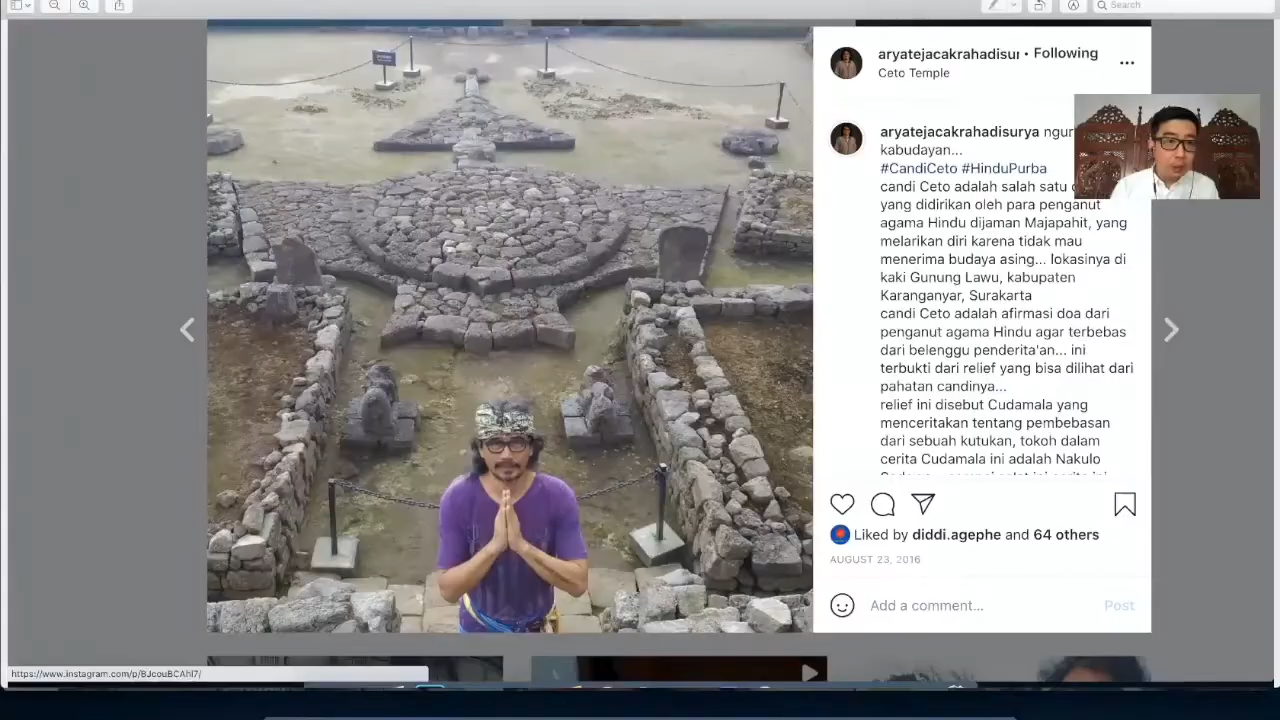 Search
aryatejacakrahadisur • Following
Ceto Temple
aryatejacakrahadisurya ngur
kabudayan...
#CandiCeto #HinduPurba
candi Ceto adalah salah satu
yang didirikan oleh para penganut
agama Hindu dijaman Majapahit, yang
melarikan diri karena tidak mau
menerima budaya asing... lokasinya di
kaki Gunung Lawu, kabupaten
Karanganyar, Surakarta
candi Ceto adalah afirmasi doa dari
penganut agama Hindu agar terbebas
dari belenggu penderita'an... ini
terbukti dari relief yang bisa dilihat dari
pahatan candinya...
relief ini disebut Cudamala yang
menceritakan tentang pembebasan
dari sebuah kutukan, tokoh dalam
cerita Cudamala ini adalah Nakulo
Liked by diddi.agephe and 64 others
AUGUST 23, 2016
Add a comment...
Post
https://www.instagram.com/p/BJcouBCAhl7/